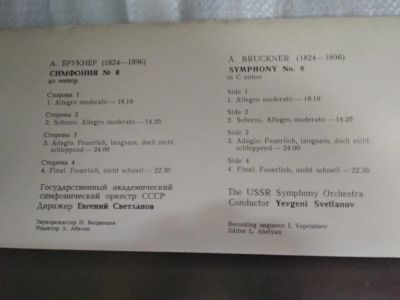 А. БРУКНЕР (1824—1896)
СИМФОНИЯ № 8
до минор
Сторона 1
1. Allegro moderato — 18.10
Сторона 2
2. Scherzo. Allegro moderato — 14.20
Сторона 3
3. Adagio. Feuerlich, langsam, doch nicht
schleppend — 24.00
Сторона 4
4. Final. Feuerlich, nicht schnell — 22.30
Государственный академический
симфонический оркестр СССР
Дирижер Евгений Светланов
Звукорежиссер И. Вепринцев
Редактор Л. Абелян
A. BRUCKNER (1824—1896)
SYMPHONY No. 8
in C minor
Side 1
1. Allegro moderato — 18.10
Side 2
2. Scherzo. Allegro moderato — 14.20
Side 3
3. Adagio. Feuerlich, langsam, doch nicht
schleppend — 24.00
Side 4
4. Final. Feuerlich, nicht schnell — 22.30
The USSR Symphony Orchestra
Conductor Yevgeni Svetlanov
Recording engineer I. Veprintsev
Editor L. Abelyan